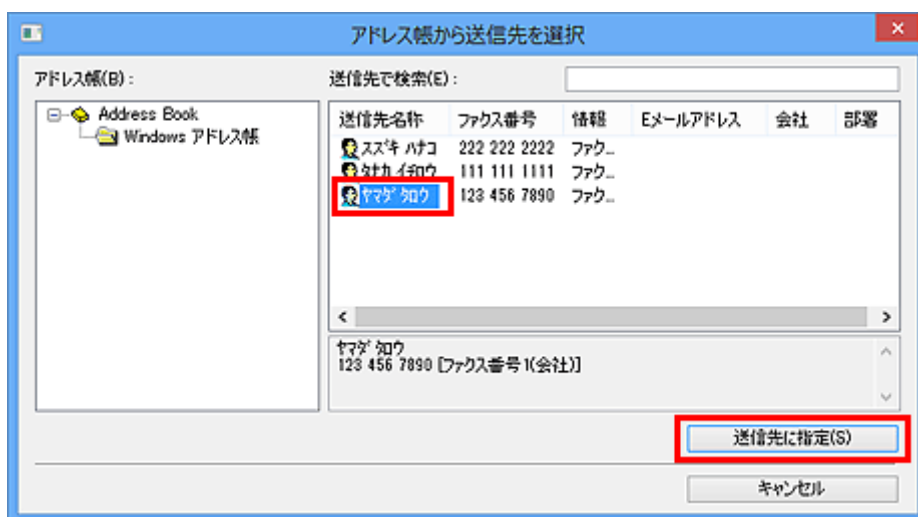 アドレス帳から送信先を選択
アドレス帳(B):
送信先で検索(E):
Address Book
Windows アドレス帳
送信先名称 ファクス番号 情報 Eメールアドレス 会社 部署
スズキ ハナコ 222 222 2222 ファク...
タナカ イチロウ 111 111 1111 ファク...
ヤマダ タロウ 123 456 7890 ファク...
ヤマダ タロウ
123 456 7890 [ファクス番号1(会社)]
送信先に指定(S)
キャンセル